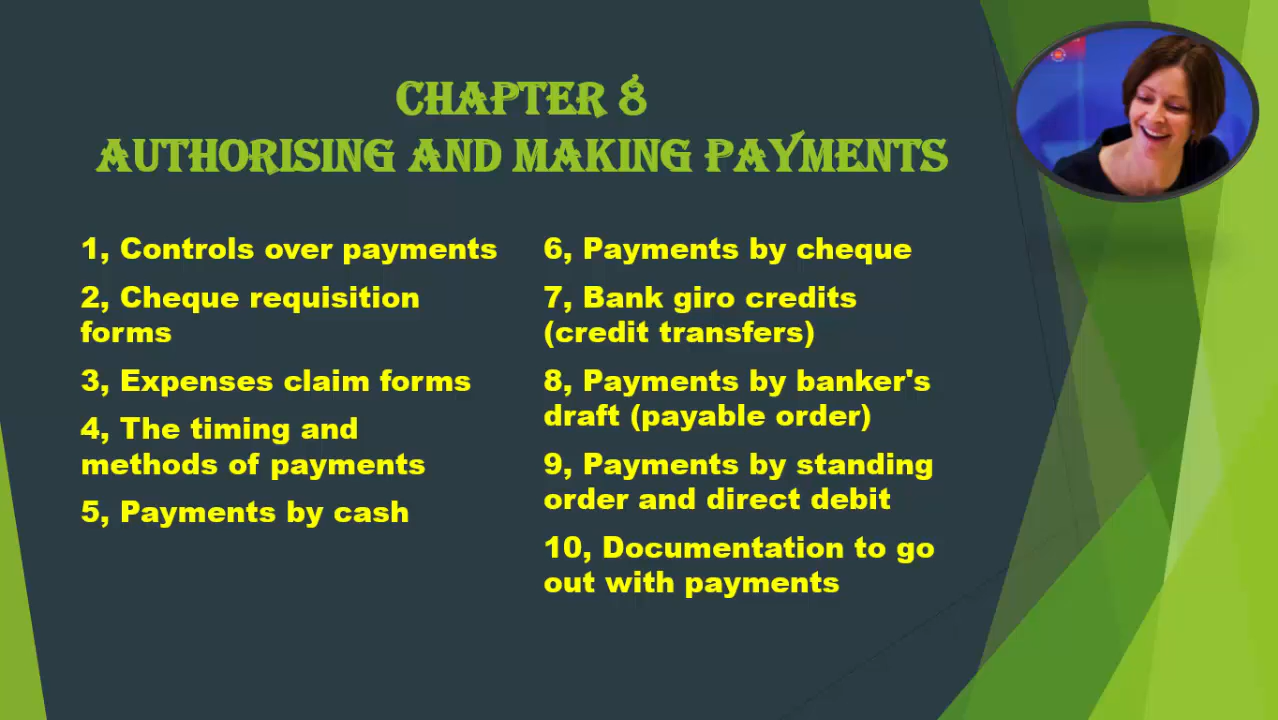 CHAPTER 8
AUTHORISING AND MAKING PAYMENTS
1, Controls over payments
2, Cheque requisition
forms
3, Expenses claim forms
4, The timing and
methods of payments
5, Payments by cash
6, Payments by cheque
7, Bank giro credits
(credit transfers)
8, Payments by banker's
draft (payable order)
9, Payments by standing
order and direct debit
10, Documentation to go
out with payments